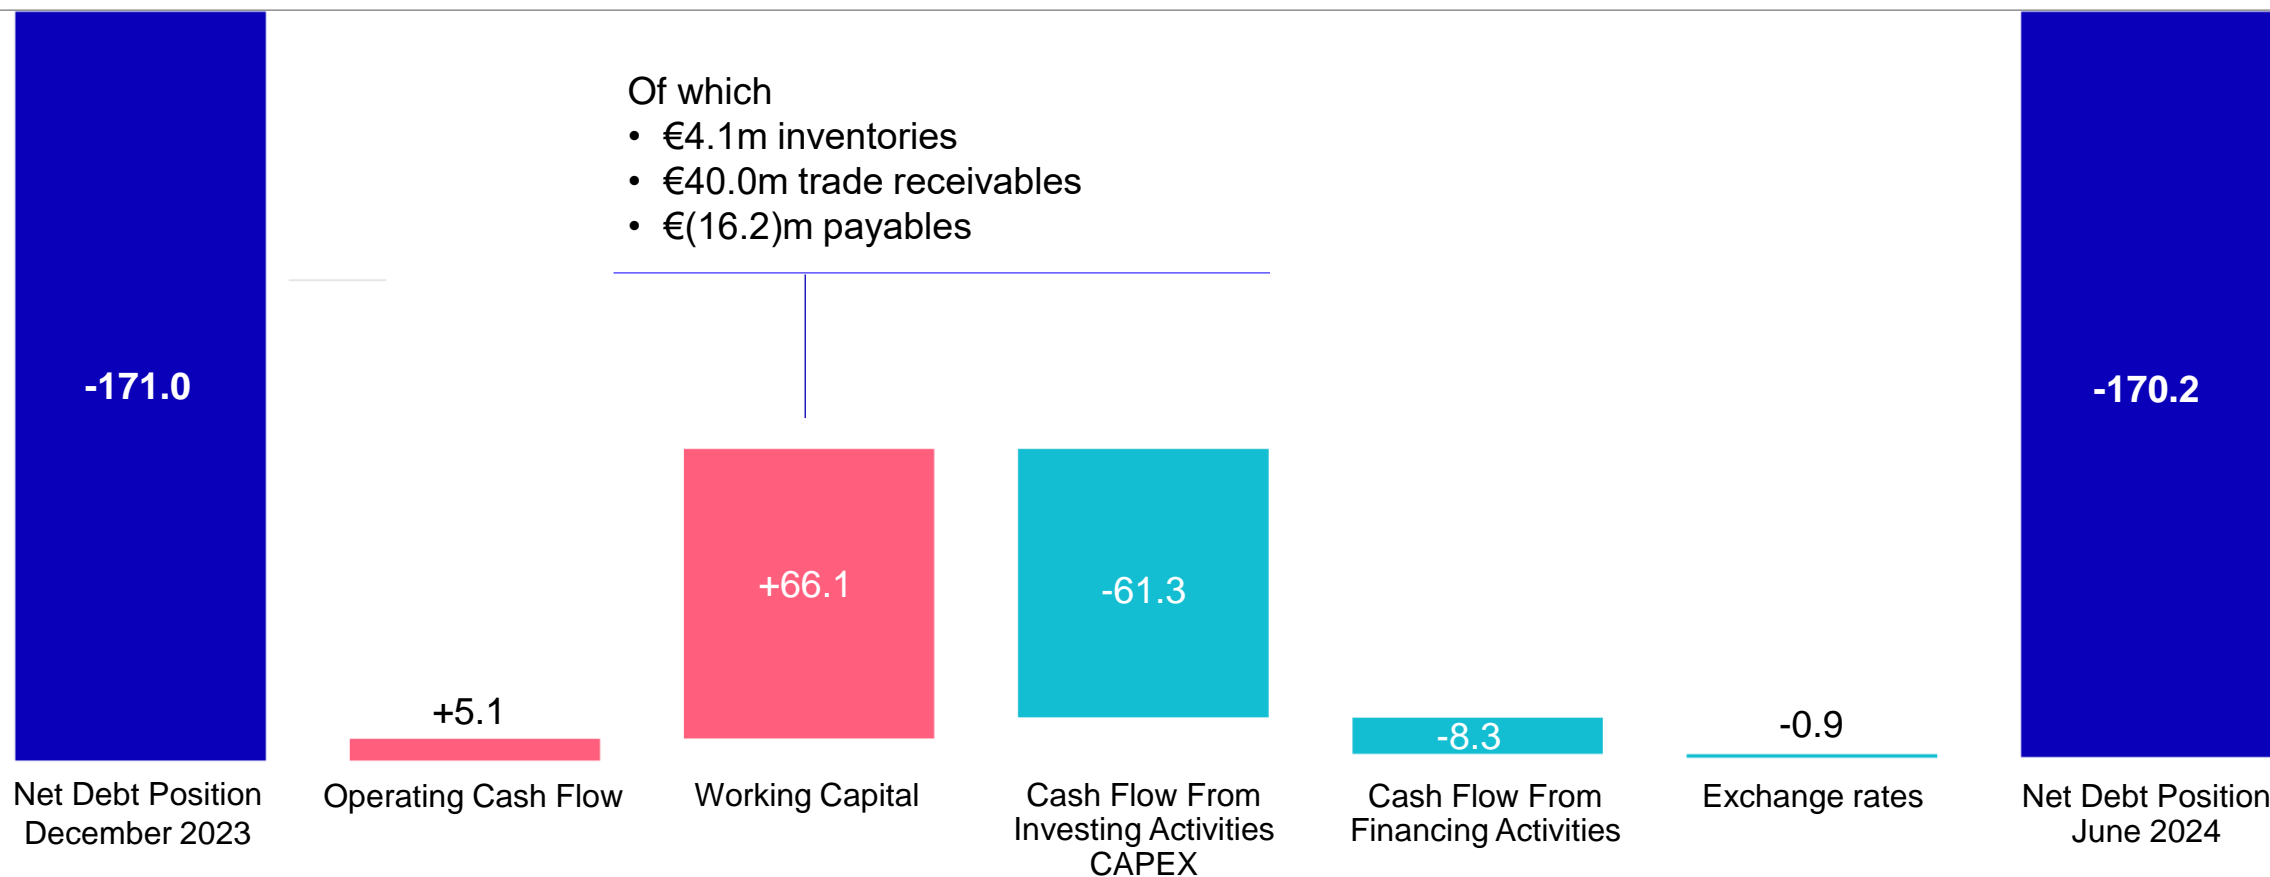 Of which
• €4.1m inventories
• €40.0m trade receivables
• €(16.2)m payables
-171.0
+5.1
+66.1
-61.3
-8.3
-0.9
-170.2
Net Debt Position
December 2023
Operating Cash Flow
Working Capital
Cash Flow From
Investing Activities
CAPEX
Cash Flow From
Financing Activities
Exchange rates
Net Debt Position
June 2024